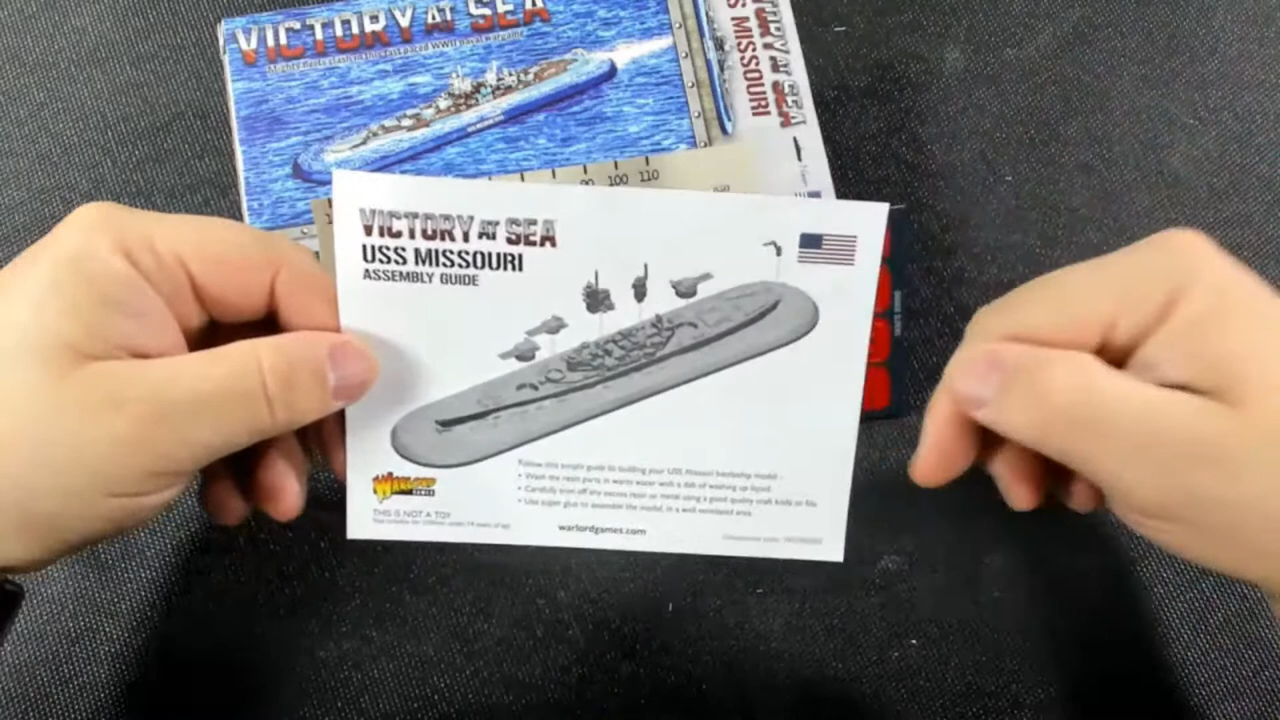 VICTORY AT SEA
Mighty fleets clash in this fast paced WWII naval wargame
VICTORY AT SEA
USS MISSOURI
90 100 110
VICTORY AT SEA
USS MISSOURI
ASSEMBLY GUIDE
Follow this simple guide to building your USS Missouri battleship model -
• Wash the resin parts in warm water with a dab of washing up liquid.
• Carefully trim off any excess resin or metal using a good quality craft knife or file.
• Use super glue to assemble the model, in a well ventilated area.
WARLORD
GAMES
THIS IS NOT A TOY
warlordgames.com